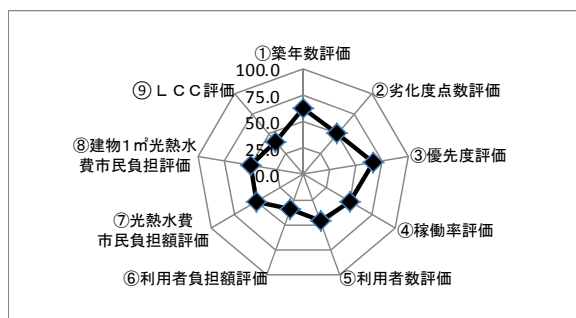 ①築年数評価
②劣化度点数評価
③優先度評価
④稼働率評価
⑤利用者数評価
⑥利用者負担額評価
⑦光熱水費
市民負担額評価
⑧建物1㎡光熱水
費市民負担評価
⑨ＬＣＣ評価
100.0
75.0
50.0
25.0
0.0